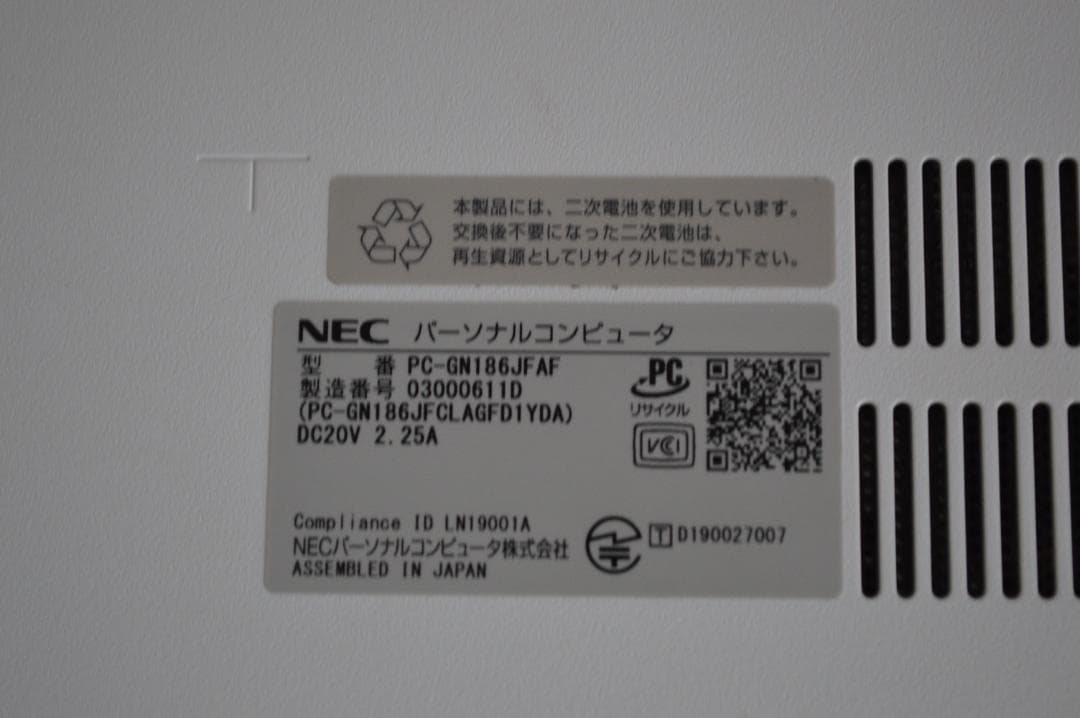 本製品には、二次電池を使用しています。
交換後不要になった二次電池は、
再生資源としてリサイクルにご協力下さい。
NEC パーソナルコンピュータ
型 番 PC-GN186JFAF
製造番号 03000611D
(PC-GN186JFCLAGFD1YDA)
DC20V 2.25A
PC
リサイクル
VCCI
Compliance ID LN19001A
NECパーソナルコンピュータ株式会社
ASSEMBLED IN JAPAN
T D190027007